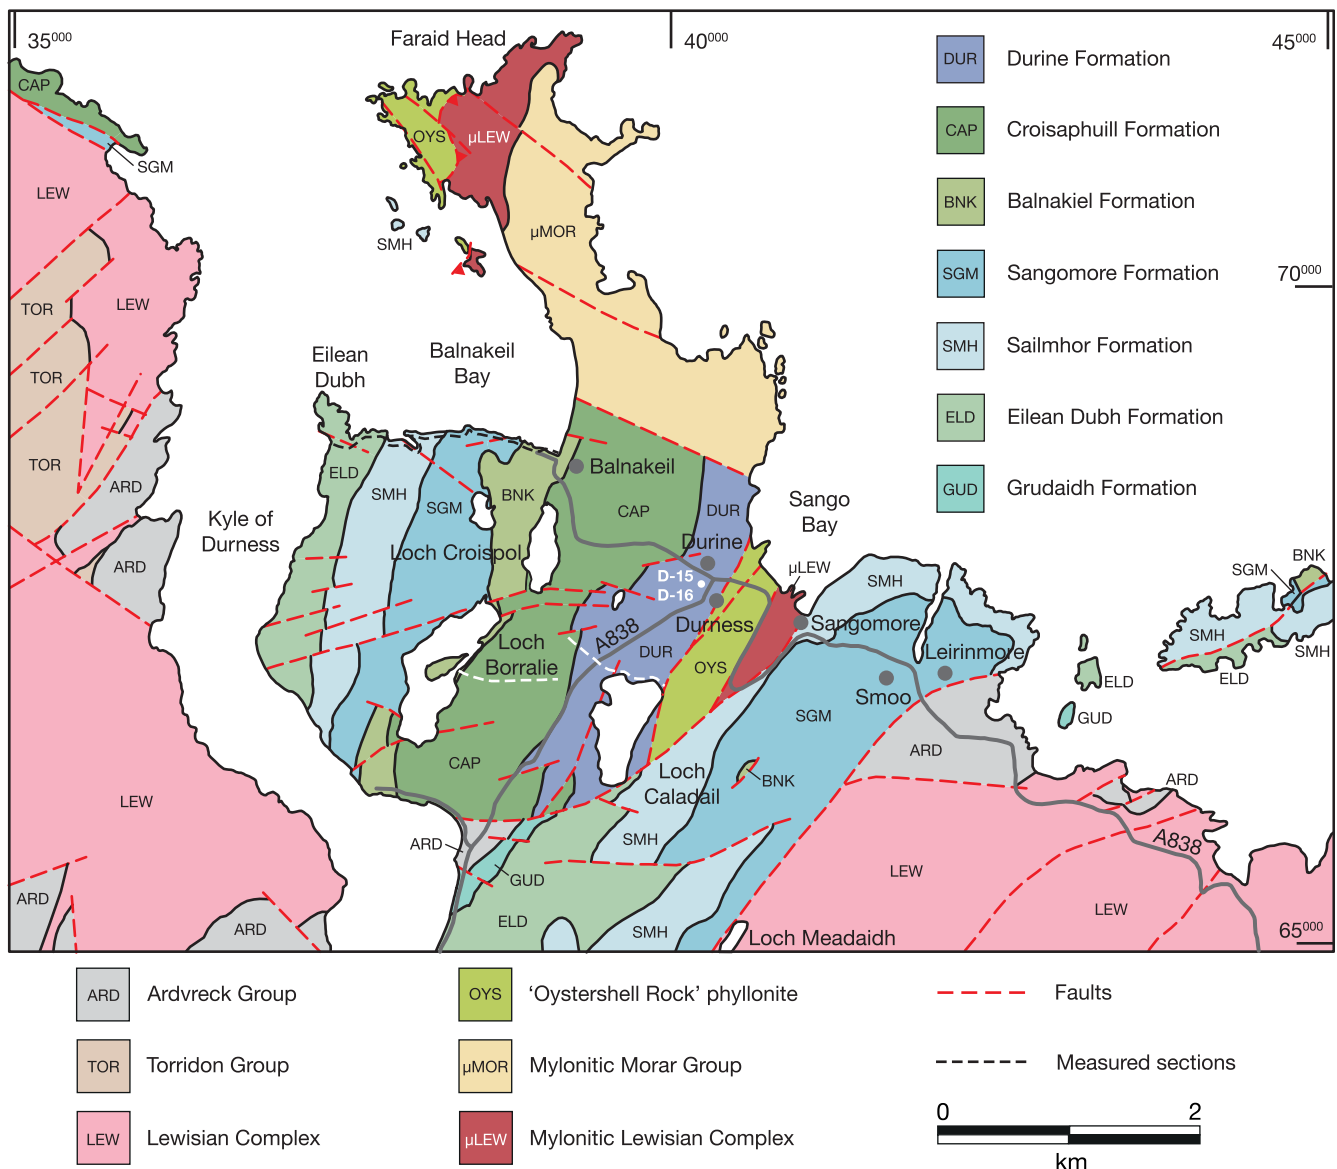 35000
Faraid Head
40000
45000
CAP
SGM
LEW
OYS
µLEW
µMOR
SMH
70000
TOR
LEW
TOR
TOR
ARD
ARD
Eilean
Dubh
Balnakeil
Bay
Kyle of
Durness
ELD
SMH
SGM
BNK
Balnakeil
CAP
DUR
Loch Croispol
Durine
D-15
D-16
Durness
Sango
Bay
µLEW
Sangomore
SMH
Leirinmore
Smoo
SGM
BNK
SMH
SMH
ELD
ELD
GUD
Loch
Borralie
A838
DUR
OYS
SGM
ARD
ARD
CAP
Loch
Caladail
BNK
LEW
ARD
SMH
A838
GUD
LEW
LEW
ARD
ARD
ELD
SMH
Loch Meadaidh
65000
DUR Durine Formation
CAP Croisaphuill Formation
BNK Balnakiel Formation
SGM Sangomore Formation
SMH Sailmhor Formation
ELD Eilean Dubh Formation
GUD Grudaidh Formation
ARD Ardvreck Group
TOR Torridon Group
LEW Lewisian Complex
OYS ‘Oystershell Rock’ phyllonite
µMOR Mylonitic Morar Group
µLEW Mylonitic Lewisian Complex
Faults
Measured sections
0 2
km